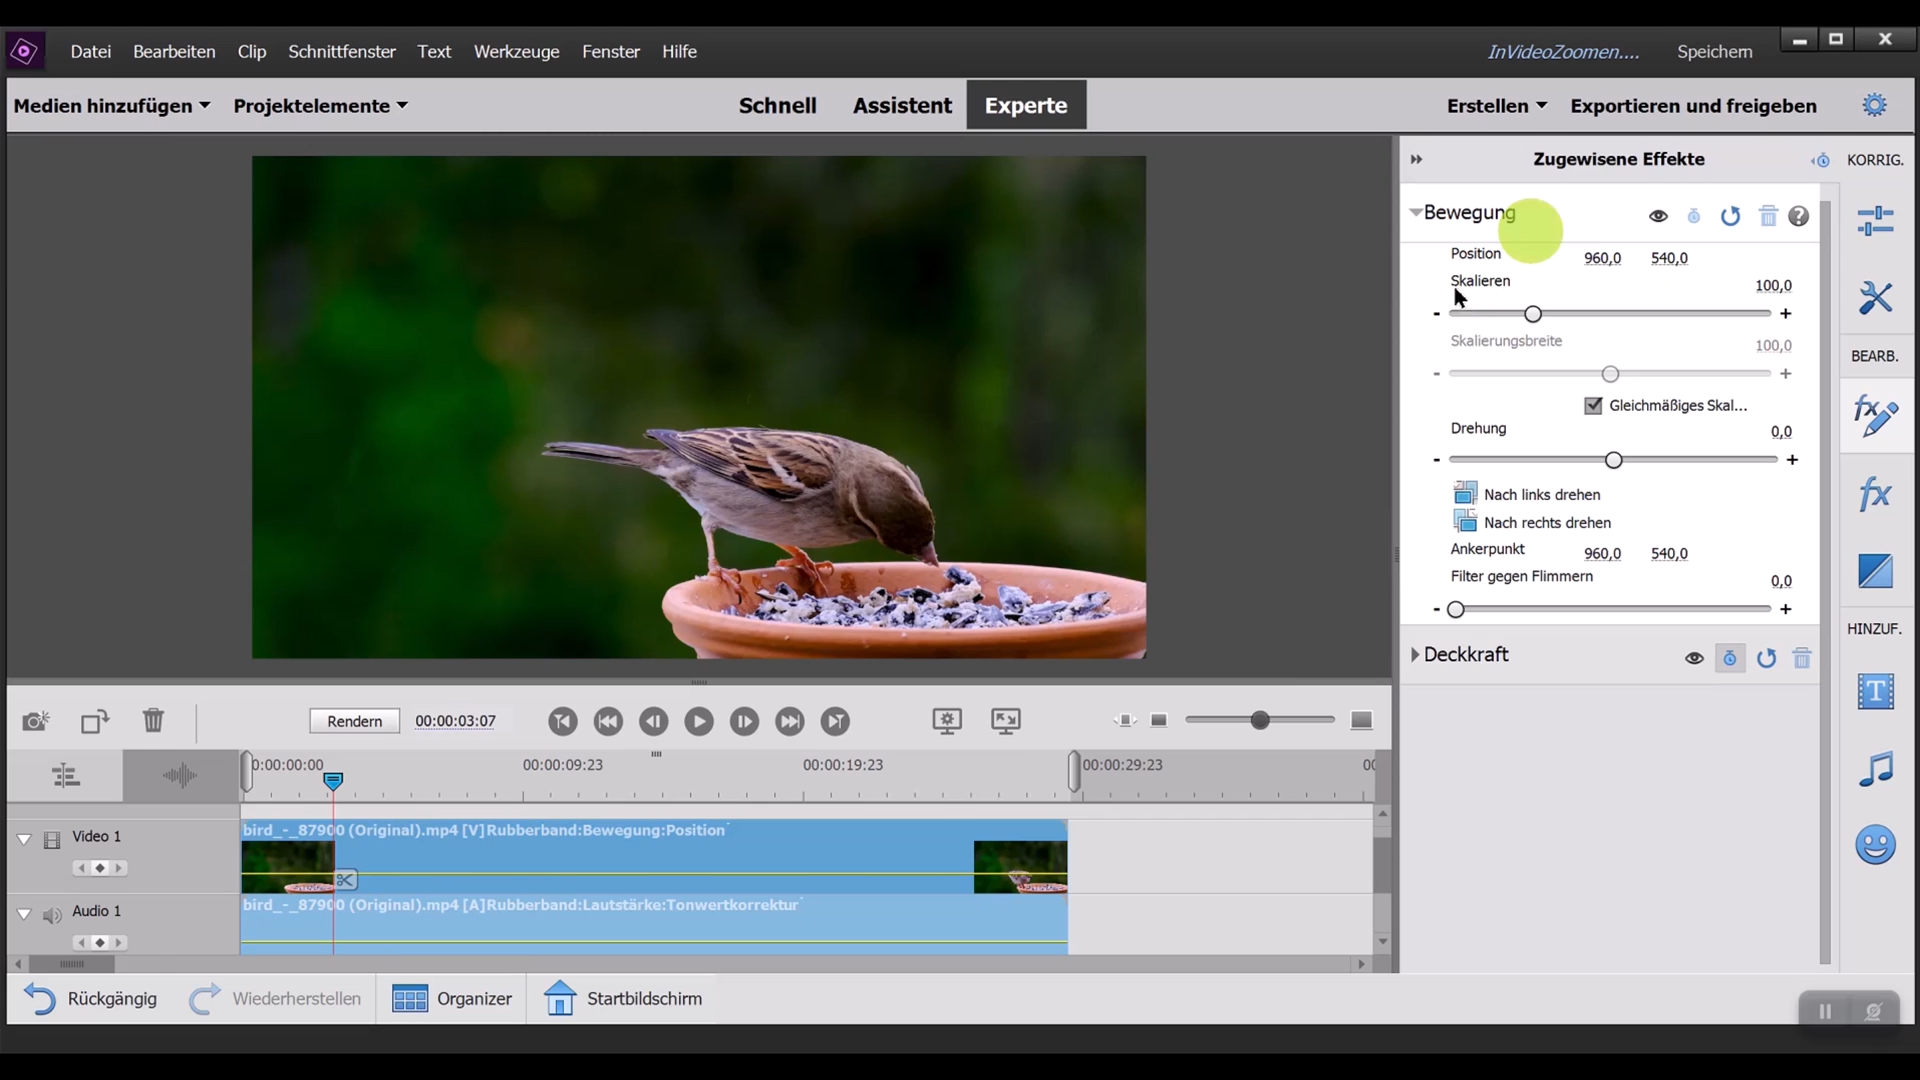 Datei Bearbeiten Clip Schnittfenster Text Werkzeuge Fenster Hilfe InVideoZoomen.... Speichern
Medien hinzufügen Projektelemente Schnell Assistent Experte Erstellen Exportieren und freigeben
Zugewisene Effekte KORRIG.
Bewegung
Position 960,0 540,0
Skalieren 100,0
- +
Skalierungsbreite 100,0
- +
BEARB.
Gleichmäßiges Skal...
Drehung 0,0
- +
Nach links drehen
Nach rechts drehen
Ankerpunkt 960,0 540,0
Filter gegen Flimmern 0,0
- +
HINZUF.
Deckkraft
Rendern 00:00:03:07
0:00:00:00 00:00:09:23 00:00:19:23 00:00:29:23 00
Video 1 bird_-_87900 (Original).mp4 [V]Rubberband:Bewegung:Position
Audio 1 bird_-_87900 (Original).mp4 [A]Rubberband:Lautstärke:Tonwertkorrektur
Rückgängig Wiederherstellen Organizer Startbildschirm